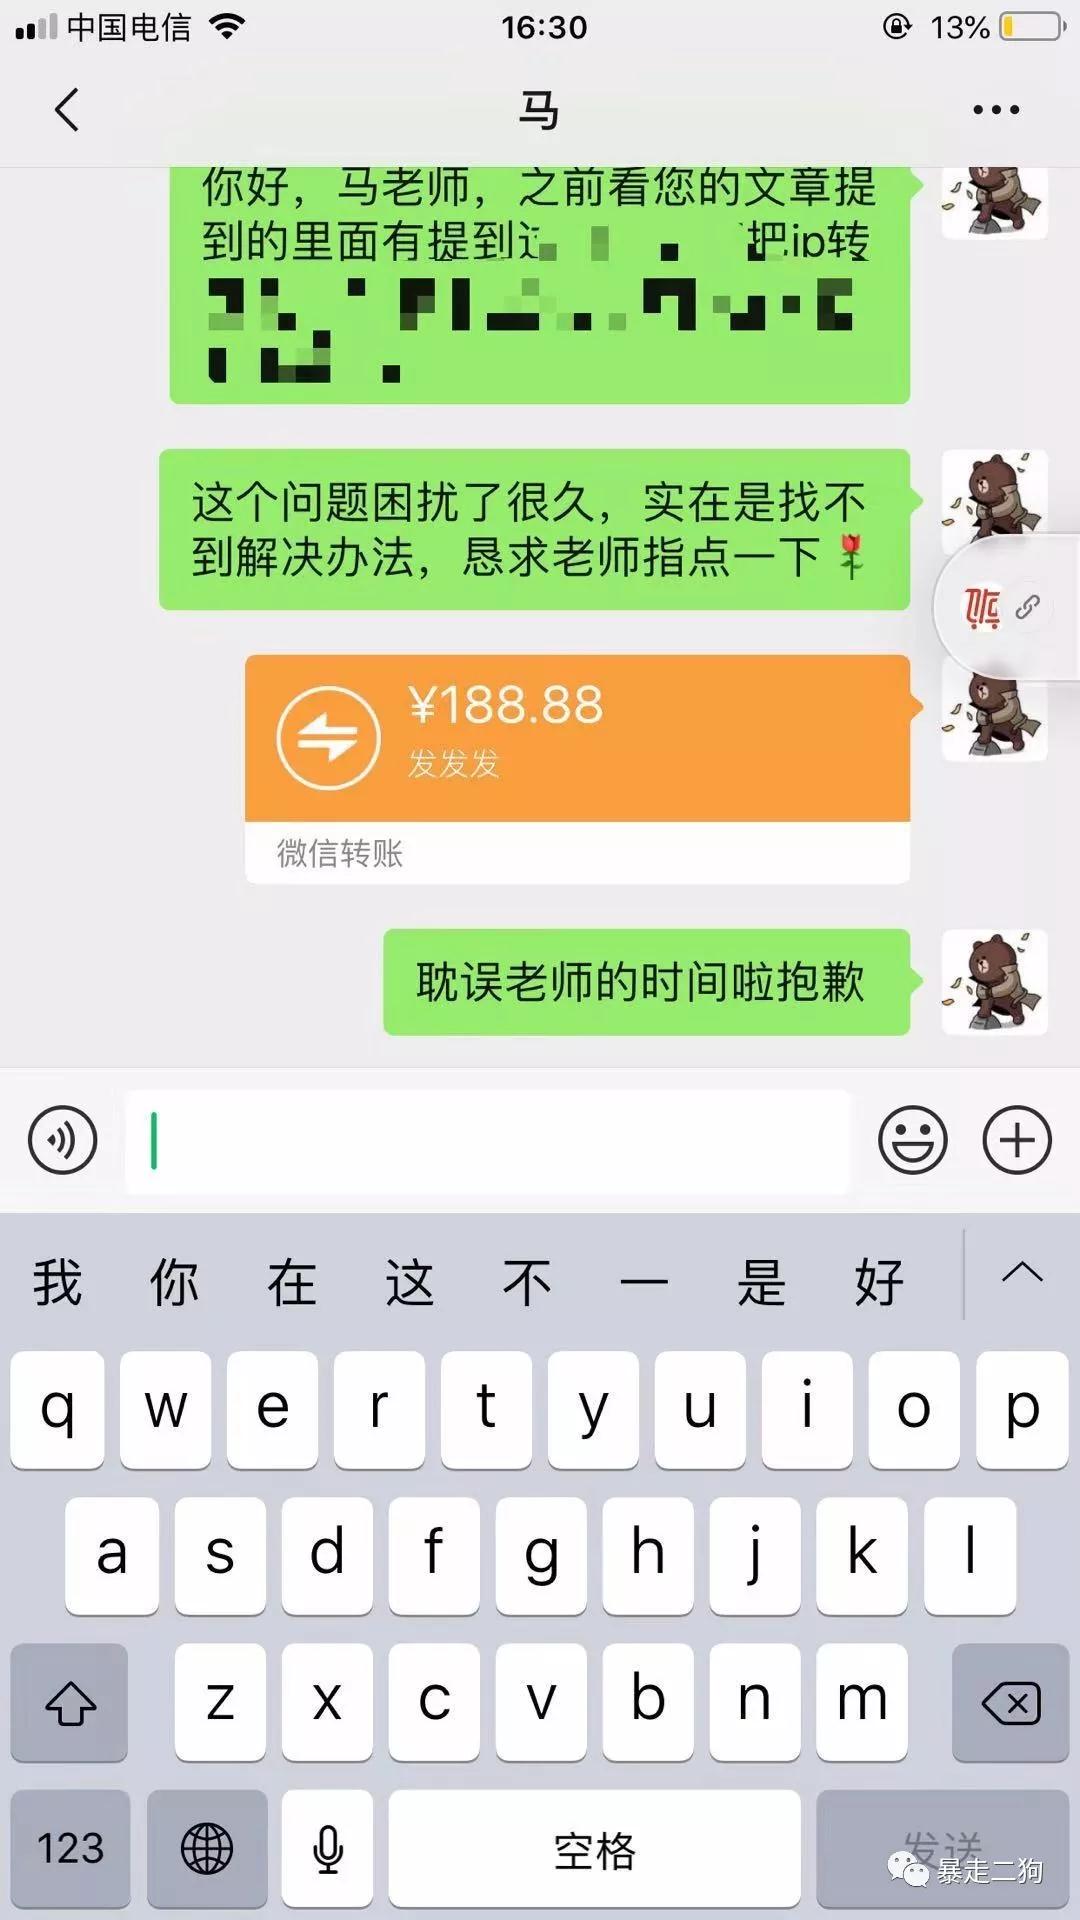 中国电信
16:30
13%
马
你好，马老师，之前看您的文章提
到的里面有提到
把ip转
这个问题困扰了很久，实在是找不
到解决办法，恳求老师指点一下🌹
¥188.88
发发发
微信转账
耽误老师的时间啦抱歉
我 你 在 这 不 一 是 好
q w e r t y u i o p
a s d f g h j k l
z x c v b n m
123
空格
发送
暴走二狗